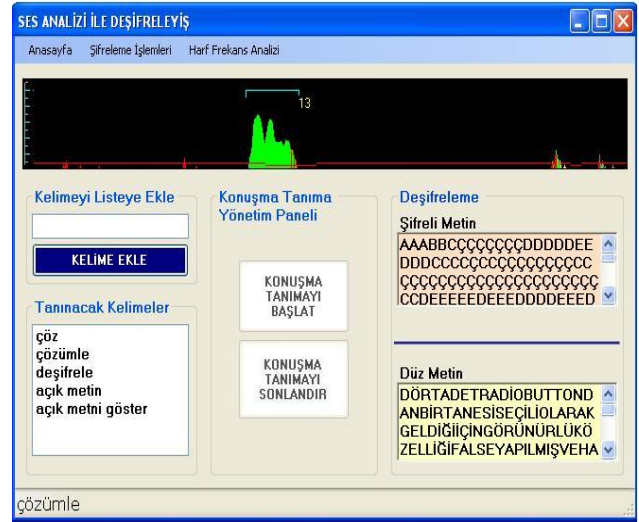 SES ANALİZİ İLE DEŞİFRELEYİŞ
Anasayfa Şifreleme İşlemleri Harf Frekans Analizi
13
Kelimeyi Listeye Ekle
KELİME EKLE
Tanınacak Kelimeler
çöz
çözümle
deşifrele
açık metin
açık metni göster
Konuşma Tanıma
Yönetim Paneli
KONUŞMA
TANIMAYI
BAŞLAT
KONUŞMA
TANIMAYI
SONLANDIR
Deşifreleme
Şifreli Metin
AAABBCÇÇÇÇÇÇÇDDDDDEE
DDDCCCCÇCCÇÇÇÇÇÇÇÇCC
ÇÇÇÇÇÇÇÇÇÇÇÇÇÇÇÇÇÇÇÇ
CCDEEEEEDEEEDDDDEEED
Düz Metin
DÖRTADETRADİOBUTTOND
ANBİRTANESİSEÇİLİOLARAK
GELDİĞİİÇİNGÖRÜNÜRLÜKÖ
ZELLİĞİFALSEYAPILMIŞVEHA
çözümle